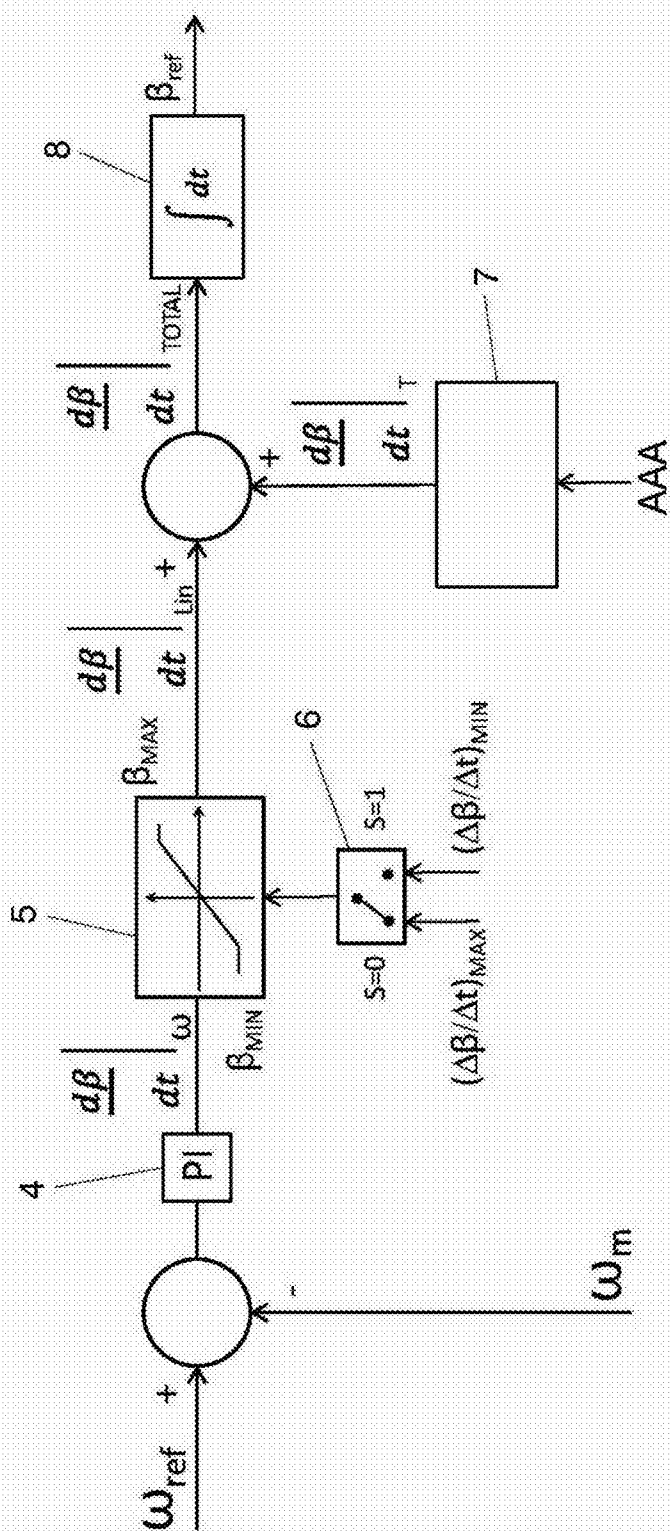 ω_ref
+
-
ω_m
4
PI
dβ/dt |ω
5
β_MIN
β_MAX
6
S=0
S=1
(Δβ/Δt)_MAX
(Δβ/Δt)_MIN
dβ/dt |Lin
+
+
dβ/dt |T
7
AAA
dβ/dt |TOTAL
8
∫ dt
β_ref